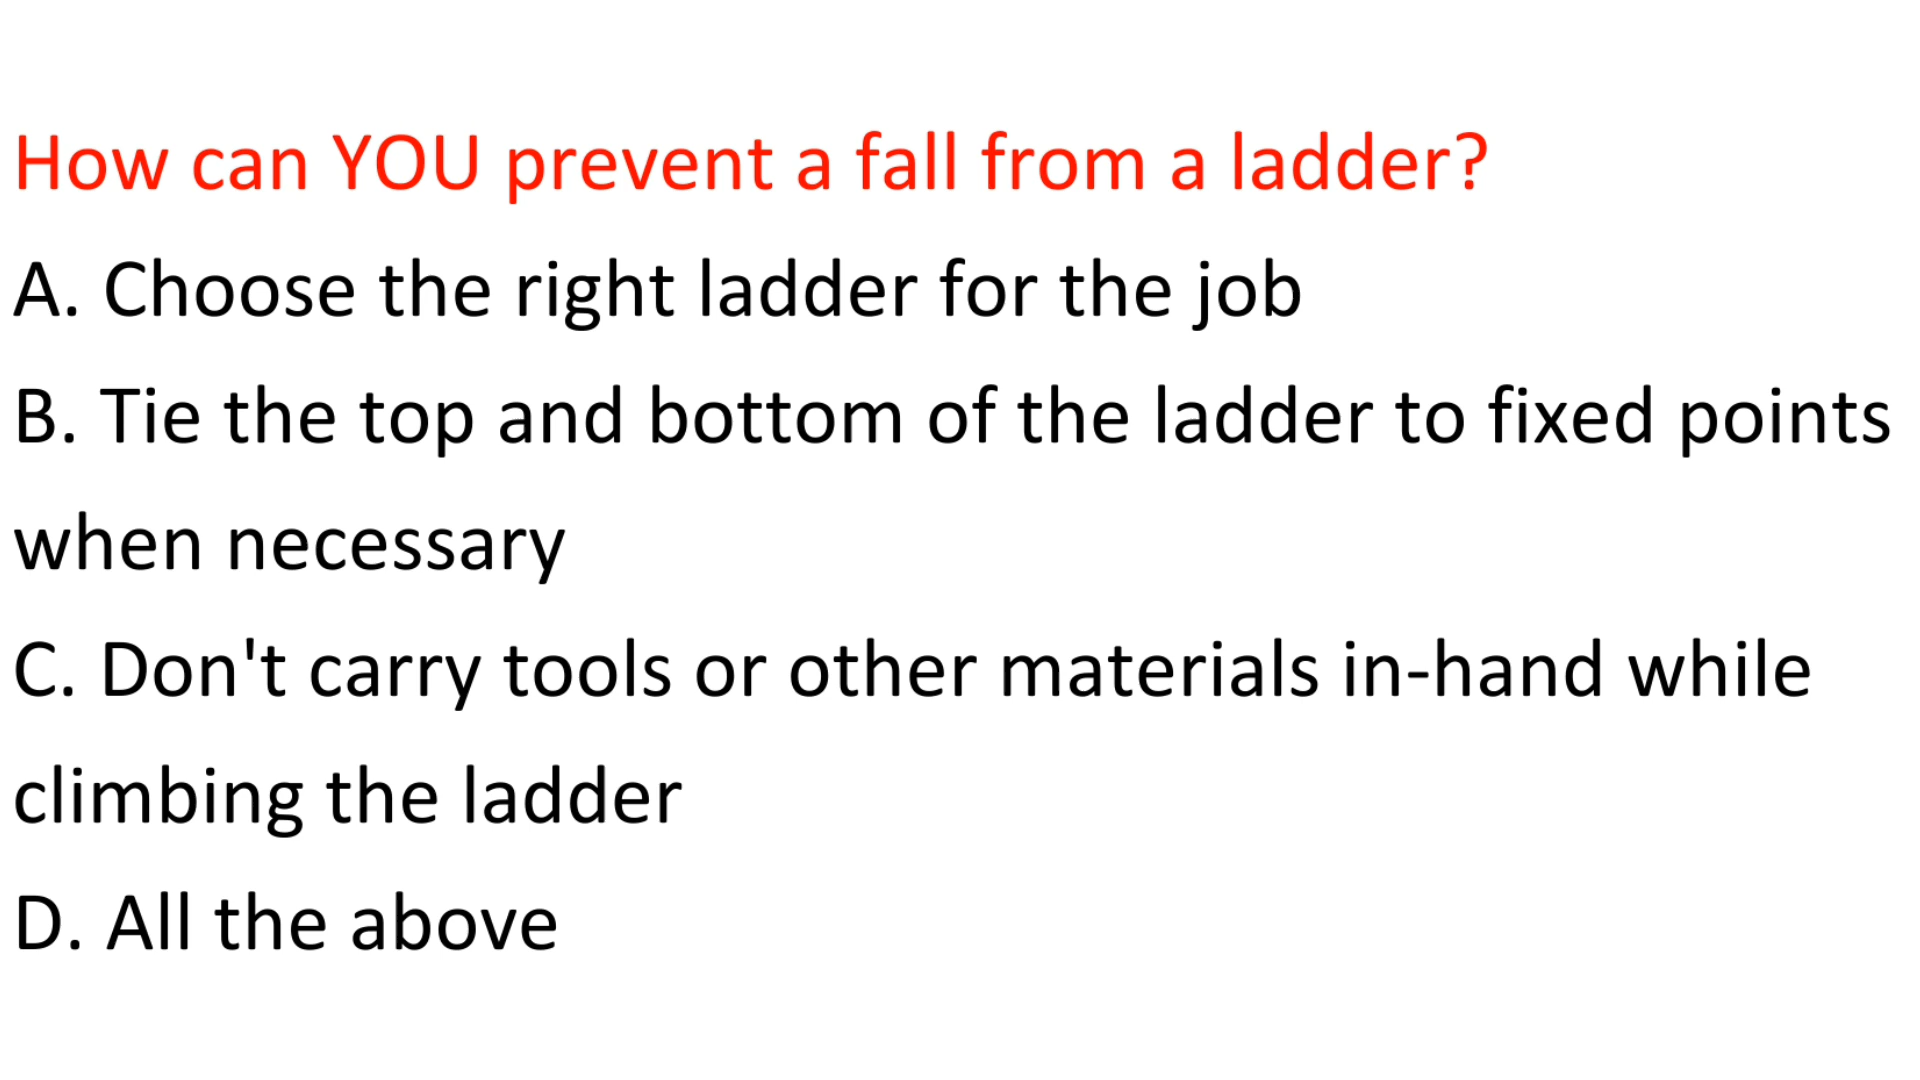 How can YOU prevent a fall from a ladder?
A. Choose the right ladder for the job
B. Tie the top and bottom of the ladder to fixed points
when necessary
C. Don't carry tools or other materials in-hand while
climbing the ladder
D. All the above